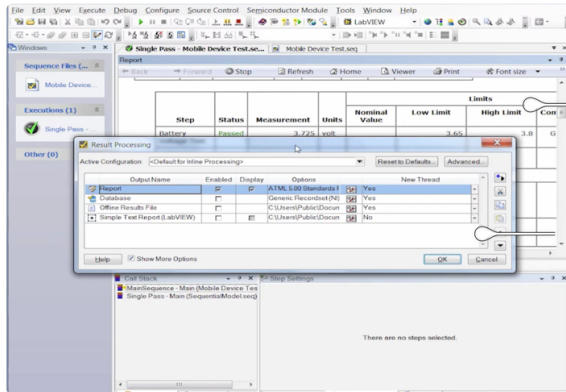 File Edit View Execute Debug Configure Source Control Semiconductor Module Tools Window Help
LabVIEW
Windows
Single Pass - Mobile Device Test.se... Mobile Device Test.seq
Sequence Files (...
Report
Back Forward Stop Refresh Home Viewer Print Font size
Mobile Device...
Limits
Step Status Measurement Units Nominal Value Low Limit High Limit Com
Executions (1)
Battery Passed 3.725 volt 3.65 3.8 G
Single Pass - ...
Result Processing
Other (0)
Active Configuration: <Default for Inline Processing> Reset to Defaults... Advanced...
Output Name Enabled Display Options New Thread
Report ATML 5.00 Standards Yes
Database Generic Recordset (NI) Yes
Offline Results File C:\Users\Public\Docun Yes
Simple Text Report (LabVIEW) C:\Users\Public\Docun No
Help Show More Options OK Cancel
Call Stack Step Settings
MainSequence - Main (Mobile Device Tes
Single Pass - Main (SequentialModel.seq)
There are no steps selected.